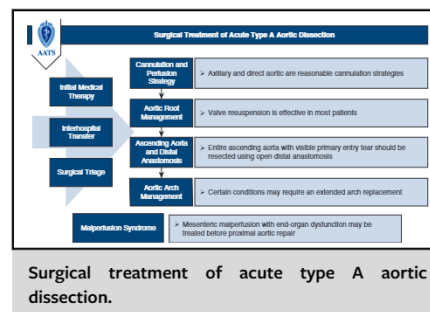 AATS
Surgical Treatment of Acute Type A Aortic Dissection
Initial Medical
Therapy
Interhospital
Transfer
Surgical Triage
Cannulation and
Perfusion
Strategy
➢ Axillary and direct aortic are reasonable cannulation strategies
Aortic Root
Management
➢ Valve resuspension is effective in most patients
Ascending Aorta
and Distal
Anastomosis
➢ Entire ascending aorta with visible primary entry tear should be
resected using open distal anastomosis
Aortic Arch
Management
➢ Certain conditions may require an extended arch replacement
Malperfusion Syndrome
➢ Mesenteric malperfusion with end-organ dysfunction may be
treated before proximal aortic repair
Surgical treatment of acute type A aortic
dissection.